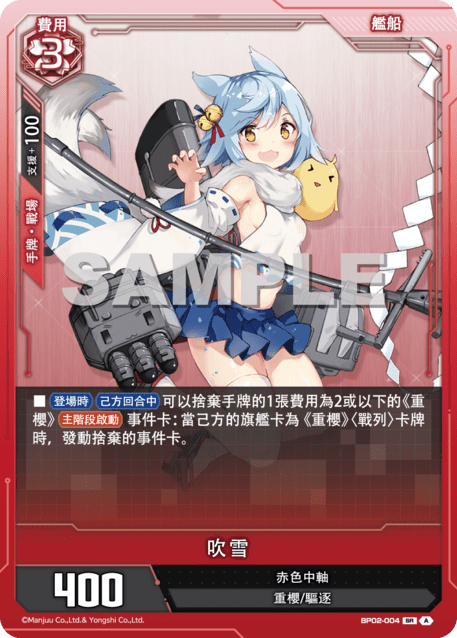 費用
3
艦船
支援+100
手牌・戰場
SAMPLE
■ 登場時 己方回合中 可以捨棄手牌的1張費用為2或以下的《重
櫻》 主階段啟動 事件卡：當己方的旗艦卡為《重櫻》〈戰列〉卡牌
時，發動捨棄的事件卡。
吹雪
400
赤色中軸
重櫻/驅逐
©Manjuu Co.,Ltd.& Yongshi Co.,Ltd.
BP02-004 SR A